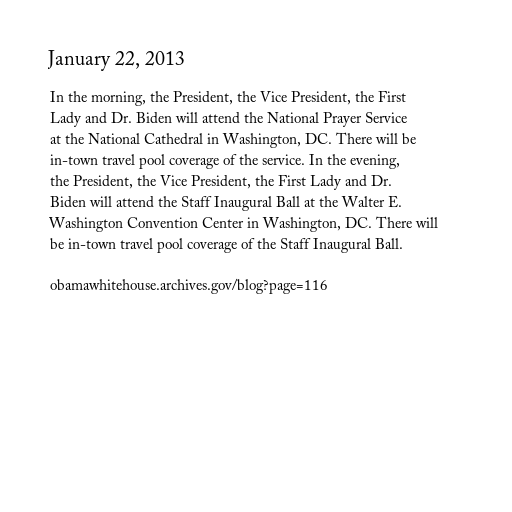 January 22, 2013
In the morning, the President, the Vice President, the First
Lady and Dr. Biden will attend the National Prayer Service
at the National Cathedral in Washington, DC. There will be
in-town travel pool coverage of the service. In the evening,
the President, the Vice President, the First Lady and Dr.
Biden will attend the Staff Inaugural Ball at the Walter E.
Washington Convention Center in Washington, DC. There will
be in-town travel pool coverage of the Staff Inaugural Ball.
obamawhitehouse.archives.gov/blog?page=116